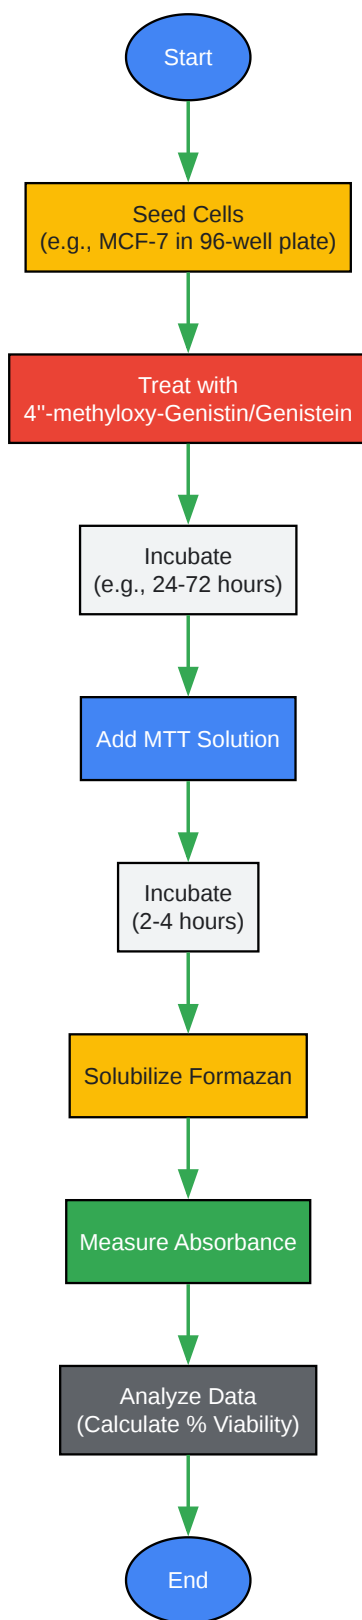 Start
Seed Cells
(e.g., MCF-7 in 96-well plate)
Treat with
4"-methyloxy-Genistin/Genistein
Incubate
(e.g., 24-72 hours)
Add MTT Solution
Incubate
(2-4 hours)
Solubilize Formazan
Measure Absorbance
Analyze Data
(Calculate % Viability)
End